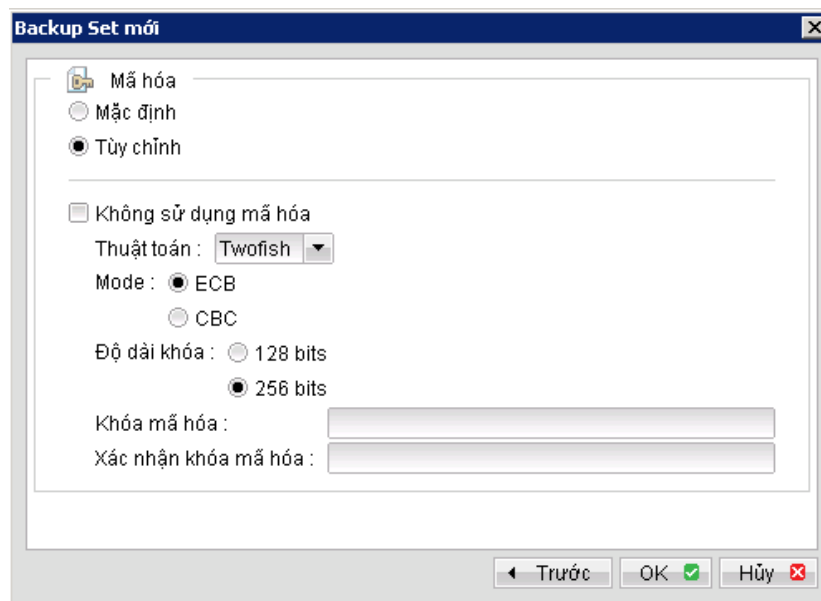 Backup Set mới
Mã hóa
Mặc định
Tùy chỉnh
Không sử dụng mã hóa
Thuật toán : Twofish
Mode : ECB
CBC
Độ dài khóa : 128 bits
256 bits
Khóa mã hóa :
Xác nhận khóa mã hóa :
Trước OK Hủy